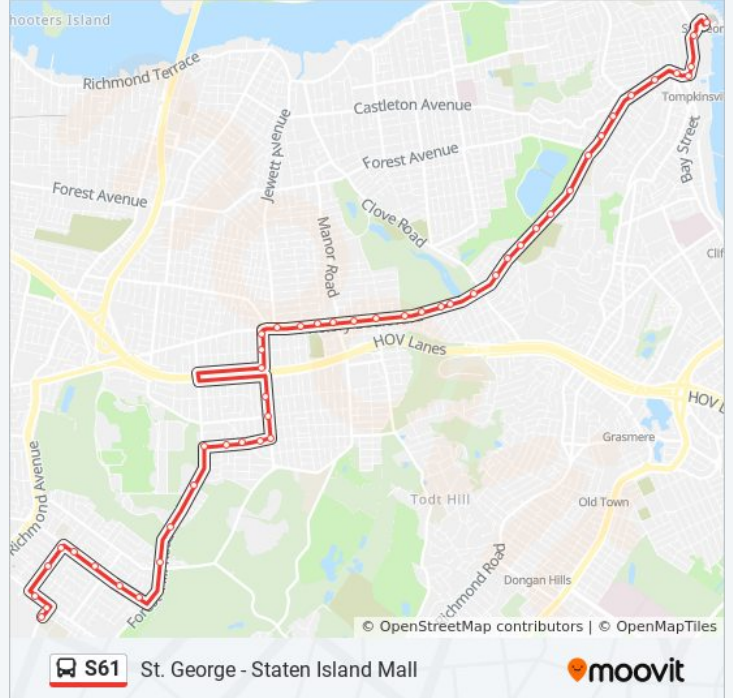 hooters Island
Richmond Terrace
Castleton Avenue
Tompkinsvi
Jewett Avenue
Bay Street
Forest Avenue
Forest Avenue
Clove Road
Manor Road
Clif
HOV Lanes
HOV L
Grasmere
Richmond Avenue
Todt Hill
Old Town
Richmond Road
Dongan Hills
© OpenStreetMap contributors | © OpenMapTiles
S61 St. George - Staten Island Mall
moovit